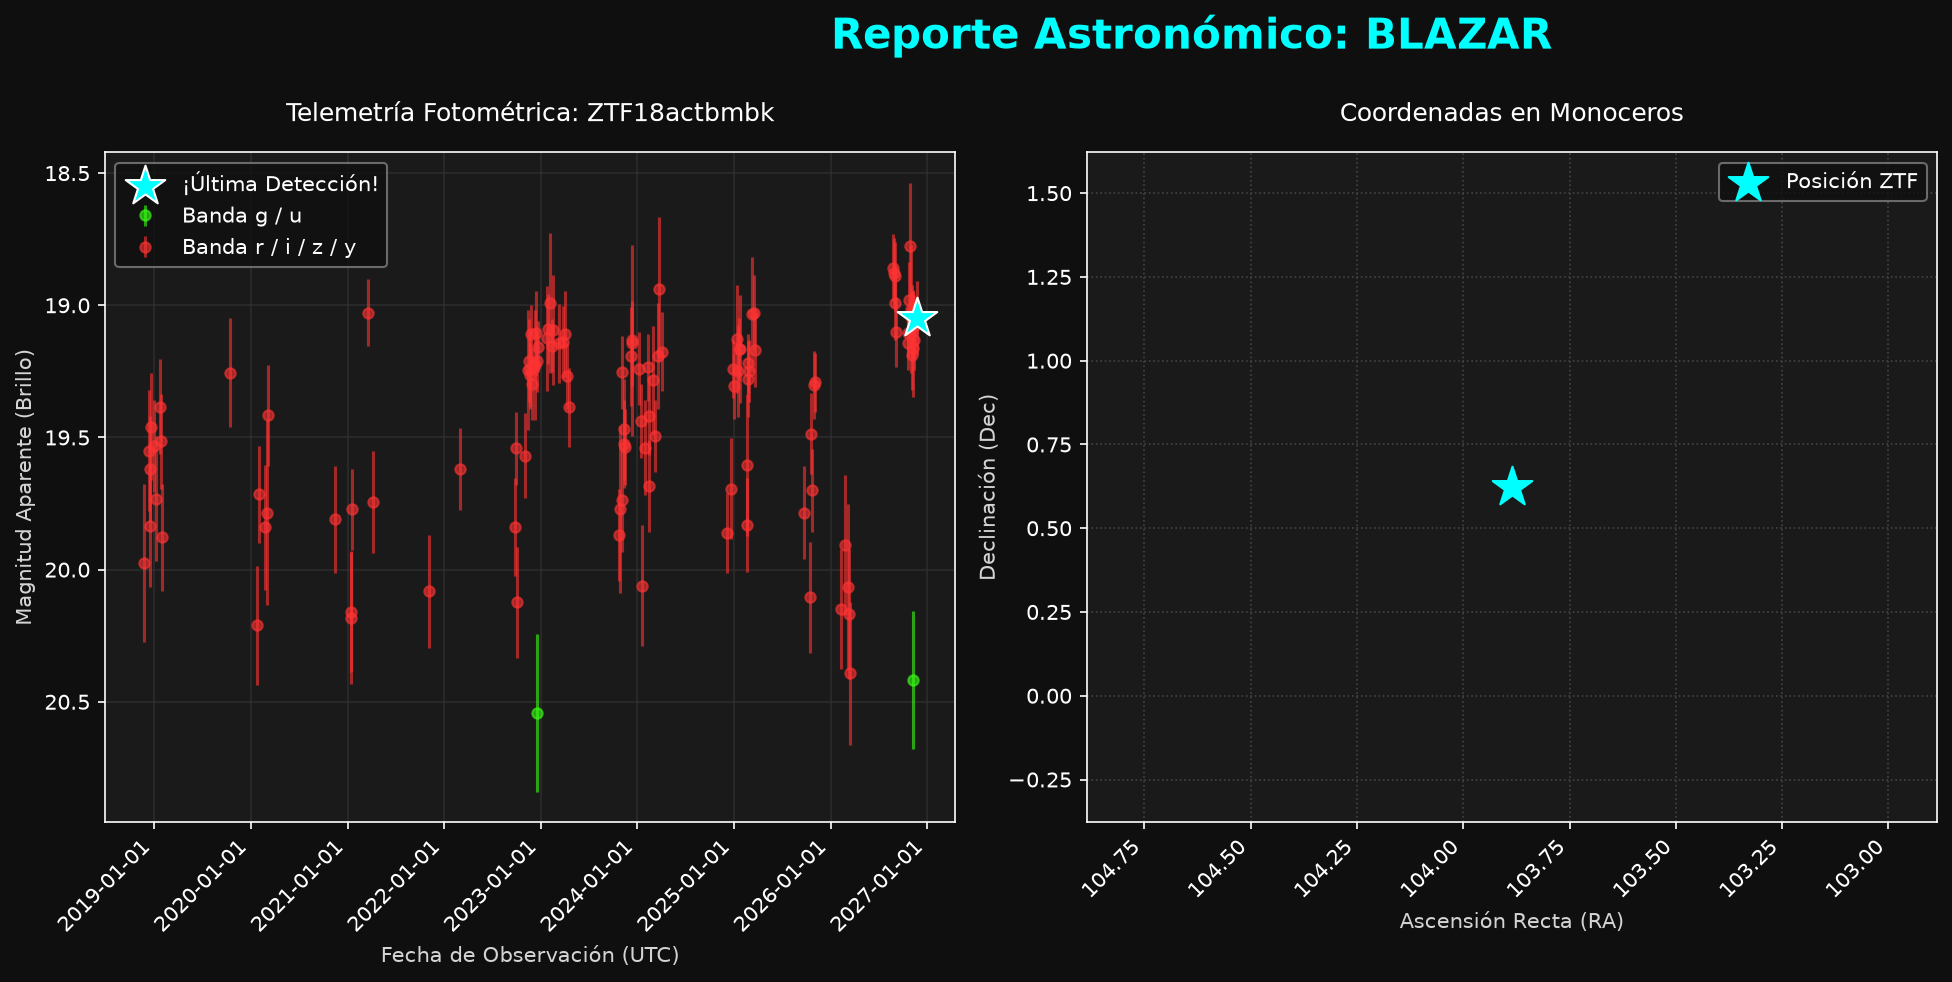 Reporte Astronómico: BLAZAR
Telemetría Fotométrica: ZTF18actbmbk
¡Última Detección!
Banda g / u
Banda r / i / z / y
Magnitud Aparente (Brillo)
18.5
19.0
19.5
20.0
20.5
2019-01-01
2020-01-01
2021-01-01
2022-01-01
2023-01-01
2024-01-01
2025-01-01
2026-01-01
2027-01-01
Fecha de Observación (UTC)
Coordenadas en Monoceros
Posición ZTF
Declinación (Dec)
1.50
1.25
1.00
0.75
0.50
0.25
0.00
−0.25
104.75
104.50
104.25
104.00
103.75
103.50
103.25
103.00
Ascensión Recta (RA)